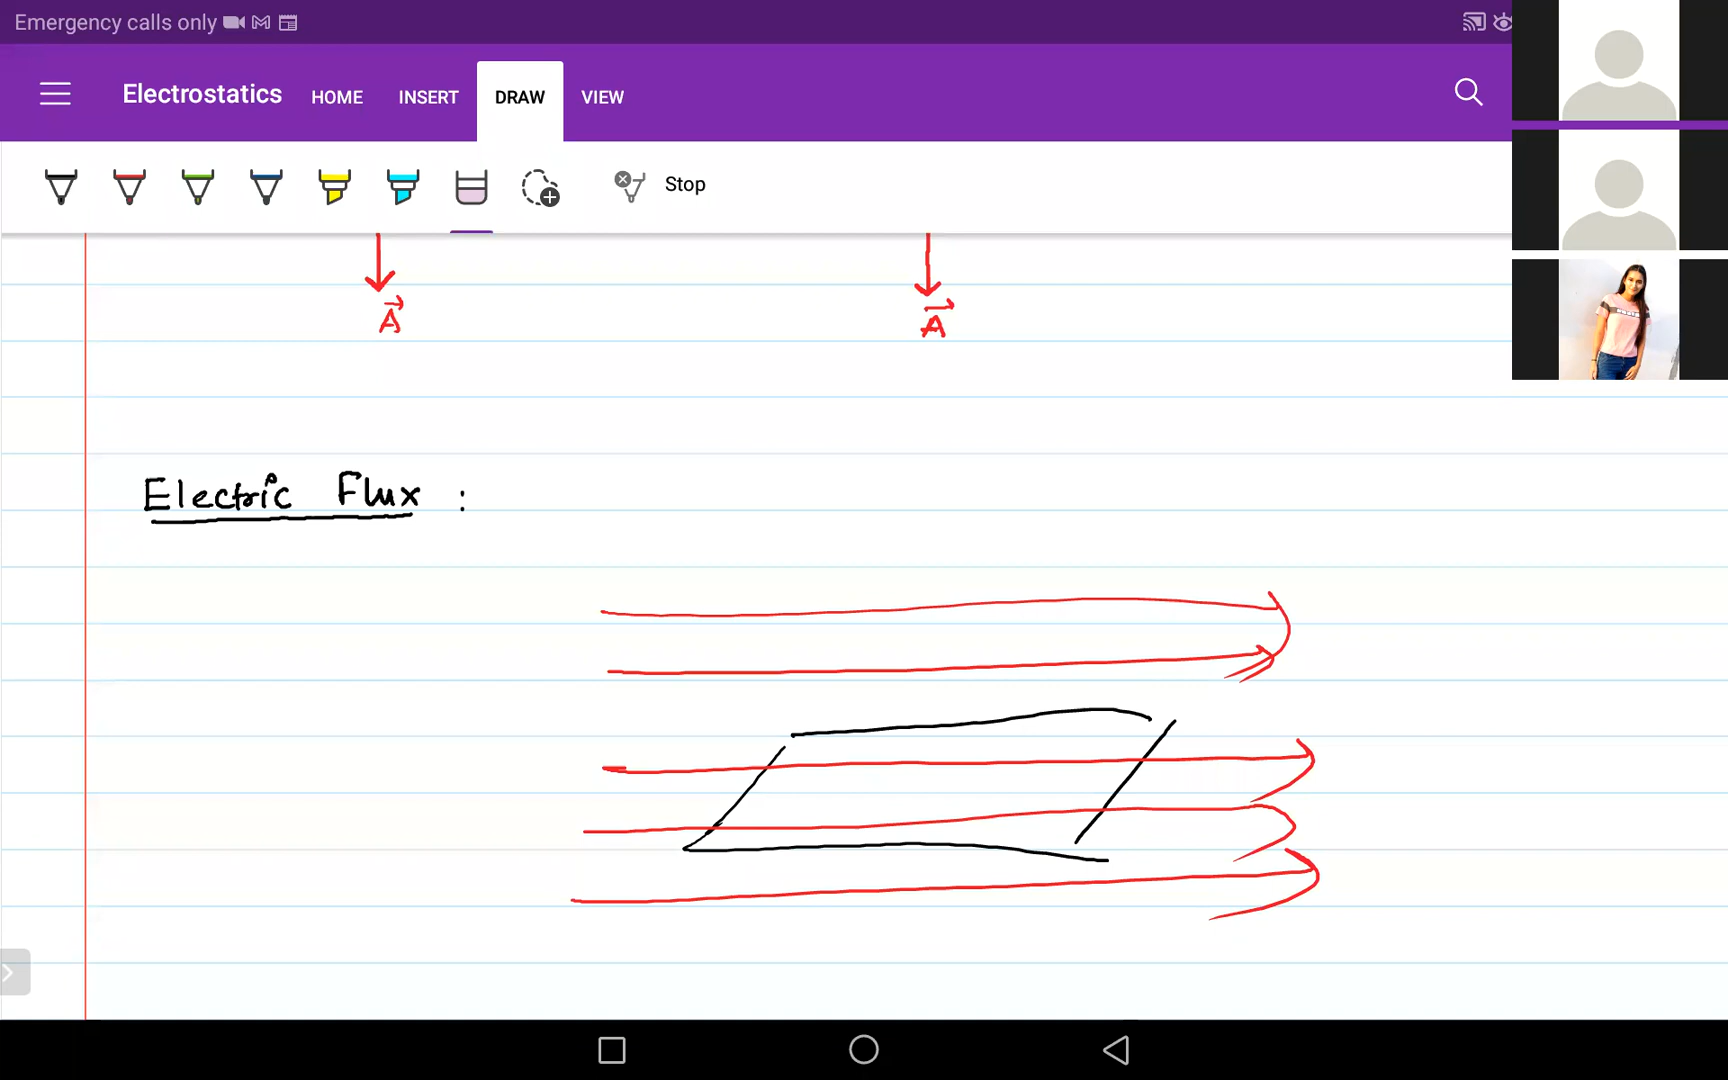 Emergency calls only
Electrostatics HOME INSERT DRAW VIEW
Stop
A A
Electric Flux :